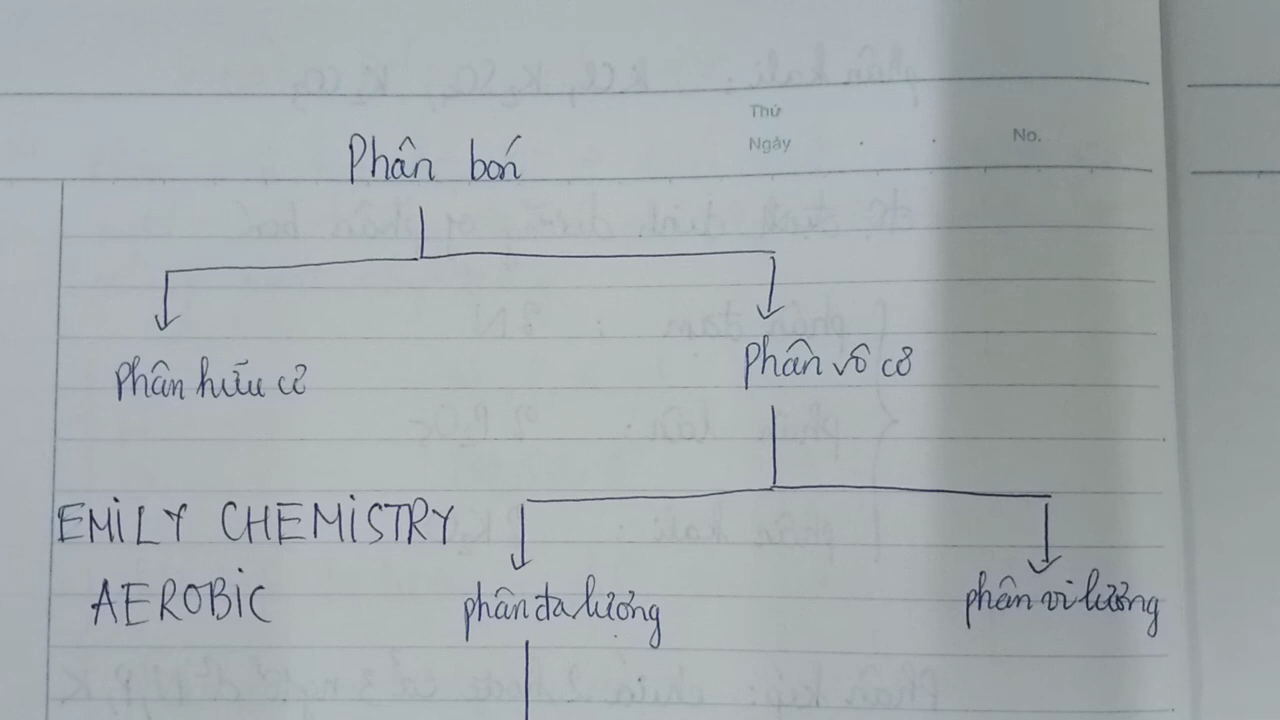 Thứ
Ngày
No.
Phân bón
Phân hữu cơ
Phân vô cơ
EMILY CHEMISTRY
AEROBIC
phân đa lượng
phân vi lượng